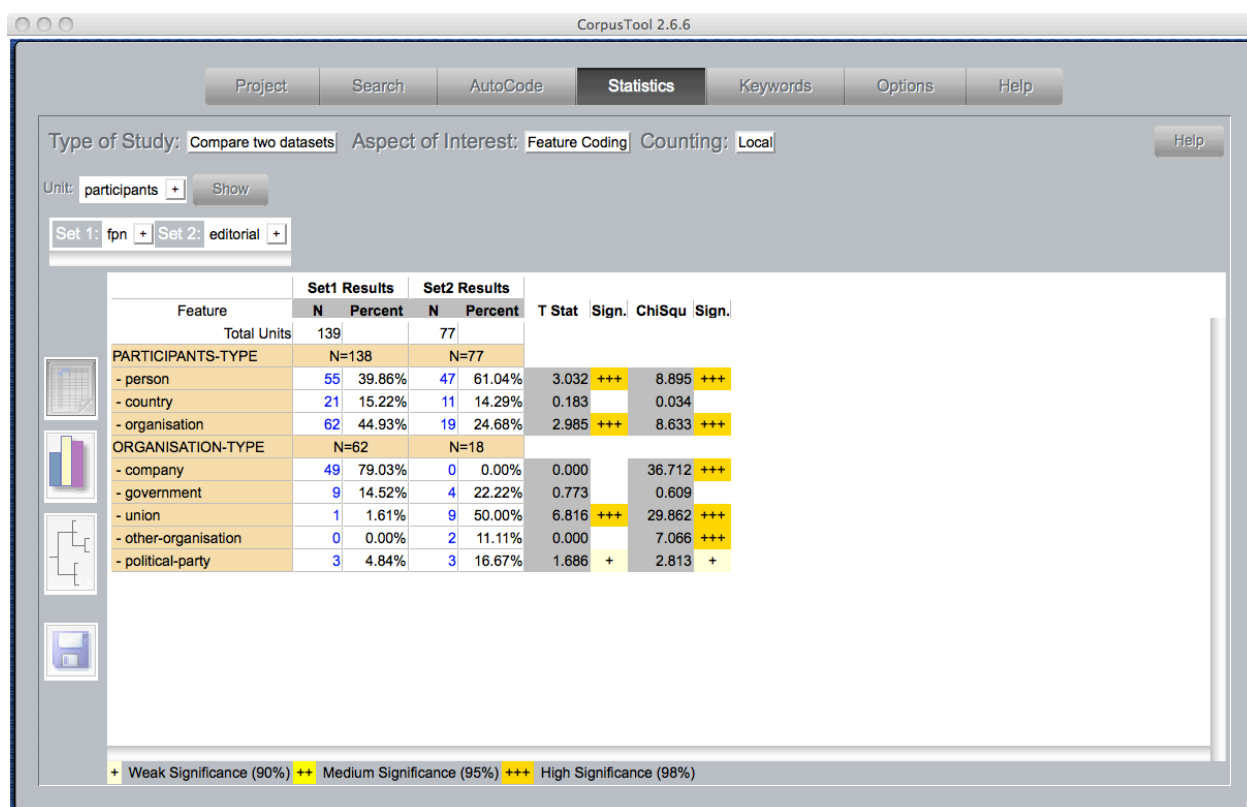 CorpusTool 2.6.6
Project Search AutoCode Statistics Keywords Options Help
Type of Study: Compare two datasets Aspect of Interest: Feature Coding Counting: Local Help
Unit: participants + Show
Set 1: fpn + Set 2: editorial +
Set1 Results Set2 Results
Feature N Percent N Percent T Stat Sign. ChiSqu Sign.
Total Units 139 77
PARTICIPANTS-TYPE N=138 N=77
- person 55 39.86% 47 61.04% 3.032 +++ 8.895 +++
- country 21 15.22% 11 14.29% 0.183 0.034
- organisation 62 44.93% 19 24.68% 2.985 +++ 8.633 +++
ORGANISATION-TYPE N=62 N=18
- company 49 79.03% 0 0.00% 0.000 36.712 +++
- government 9 14.52% 4 22.22% 0.773 0.609
- union 1 1.61% 9 50.00% 6.816 +++ 29.862 +++
- other-organisation 0 0.00% 2 11.11% 0.000 7.066 +++
- political-party 3 4.84% 3 16.67% 1.686 + 2.813 +
+ Weak Significance (90%) ++ Medium Significance (95%) +++ High Significance (98%)